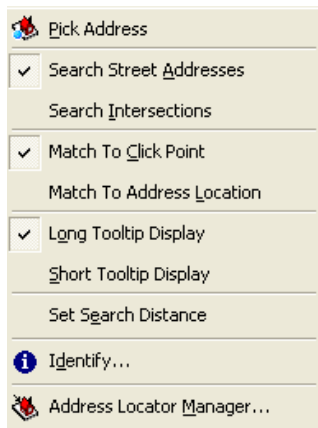 Pick Address
Search Street Addresses
Search Intersections
Match To Click Point
Match To Address Location
Long Tooltip Display
Short Tooltip Display
Set Search Distance
Identify...
Address Locator Manager...